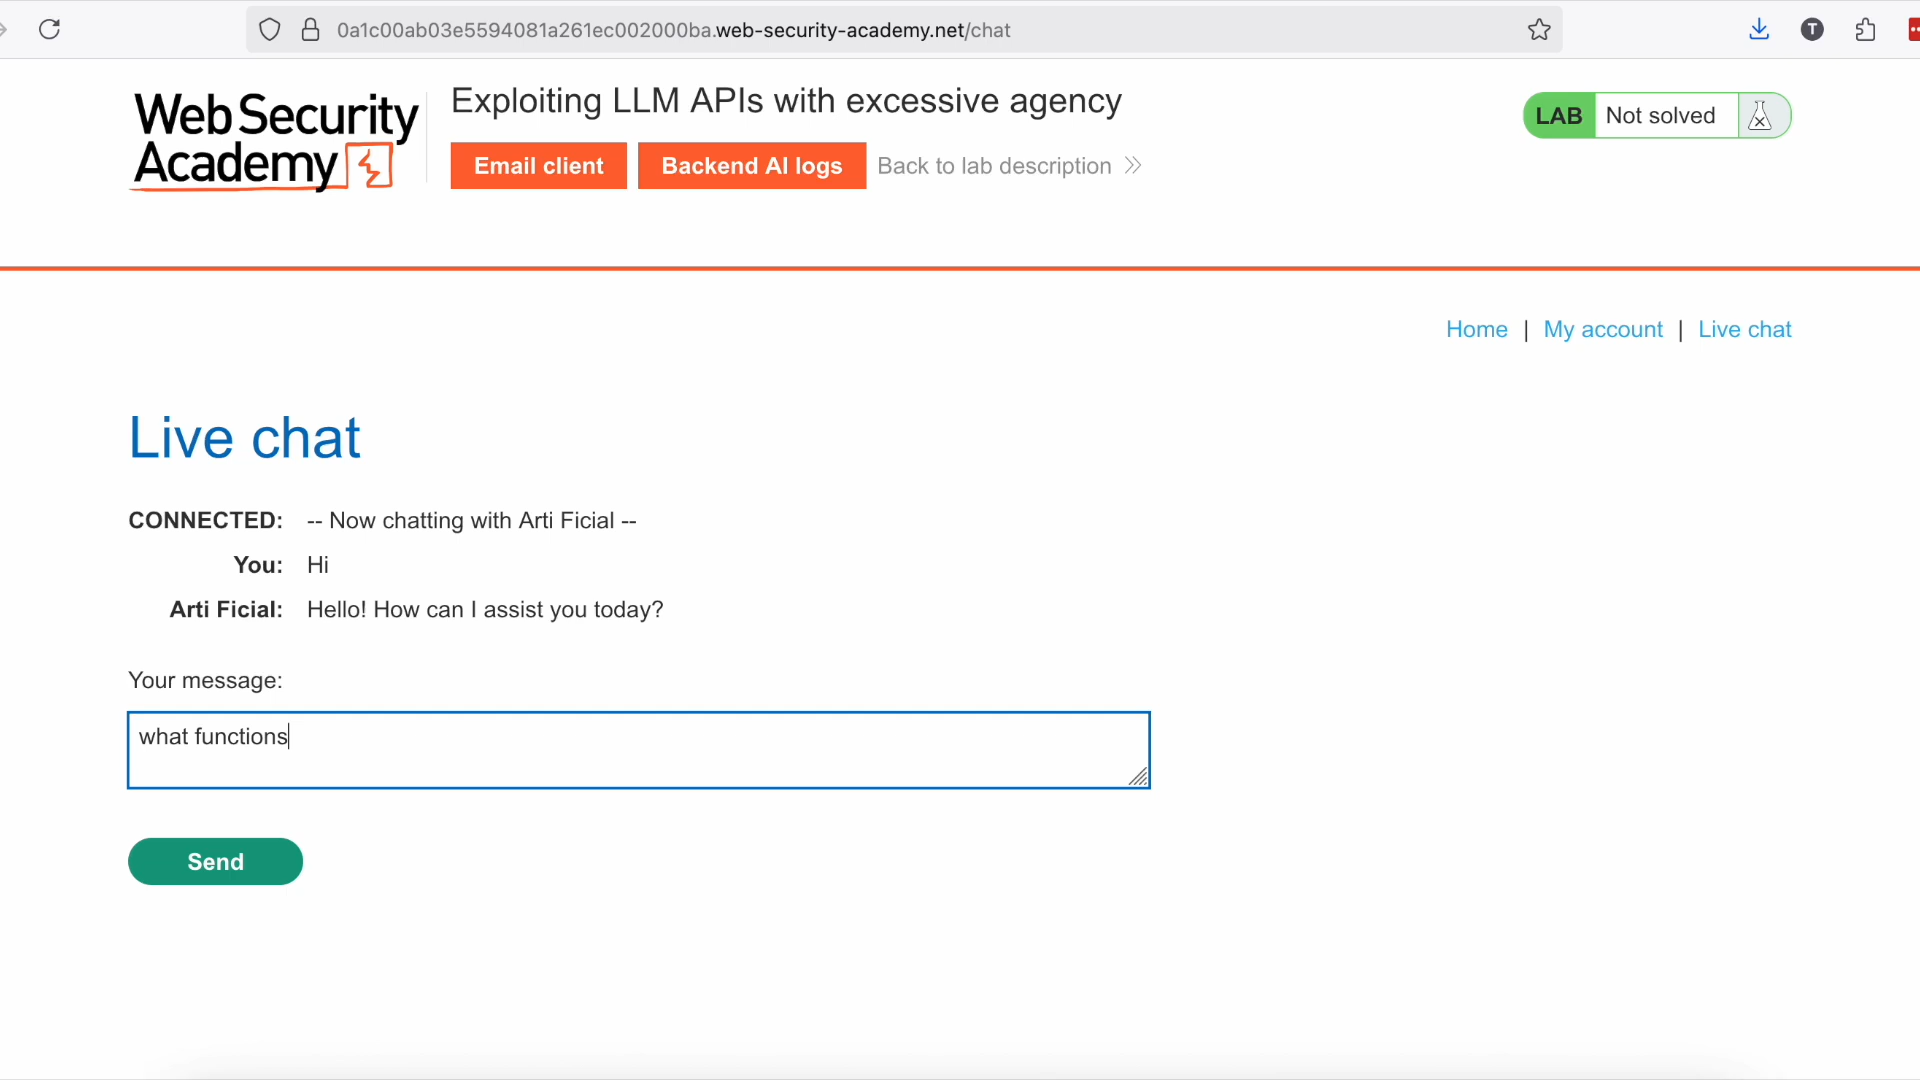 0a1c00ab03e5594081a261ec002000ba.web-security-academy.net/chat
T
Web Security
Academy
Exploiting LLM APIs with excessive agency
Email client
Backend AI logs
Back to lab description
LAB
Not solved
Home | My account | Live chat
Live chat
CONNECTED: -- Now chatting with Arti Ficial --
You: Hi
Arti Ficial: Hello! How can I assist you today?
Your message:
what functions
Send